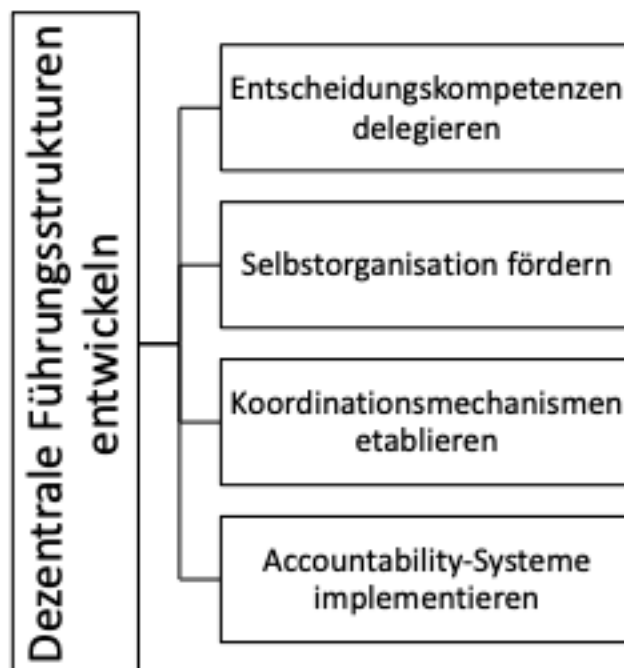 Dezentrale Führungsstrukturen
entwickeln
Entscheidungskompetenzen
delegieren
Selbstorganisation fördern
Koordinationsmechanismen
etablieren
Accountability-Systeme
implementieren